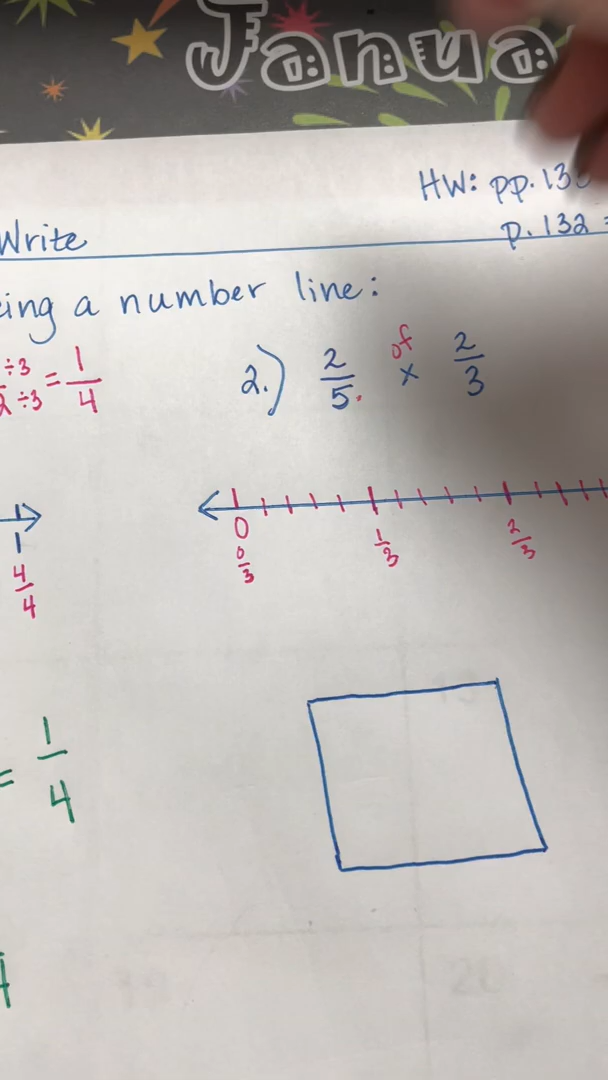 Janua
HW: pp. 13
Write
p. 132 =
ing a number line:
÷3
÷3 = 1/4
2.) 2/5 of x 2/3
1
4/4
0 1/3 2/3
0/3
= 1/4
4